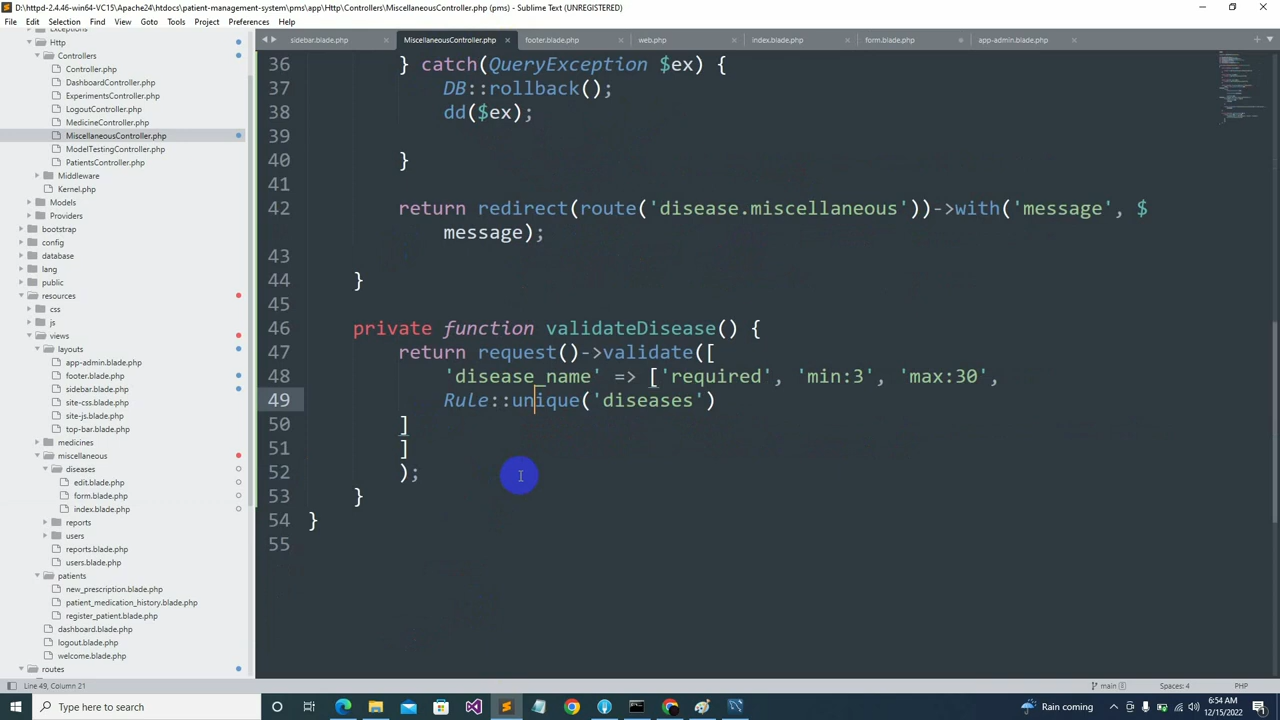 D:\httpd-2.4.46-win64-VC15\Apache24\htdocs\patient-management-system\pms\app\Http\Controllers\MiscellaneousController.php (pms) - Sublime Text (UNREGISTERED)
File Edit Selection Find View Goto Tools Project Preferences Help
sidebar.blade.php MiscellaneousController.php footer.blade.php web.php index.blade.php form.blade.php app-admin.blade.php
Exceptions
Http
Controllers
Controller.php
DashboardController.php
ExperimentsController.php
LogoutController.php
MedicineController.php
MiscellaneousController.php
ModelTestingController.php
PatientsController.php
Middleware
Kernel.php
Models
Providers
bootstrap
config
database
lang
public
resources
css
js
views
layouts
app-admin.blade.php
footer.blade.php
sidebar.blade.php
site-css.blade.php
site-js.blade.php
top-bar.blade.php
medicines
miscellaneous
diseases
edit.blade.php
form.blade.php
index.blade.php
reports
users
reports.blade.php
users.blade.php
patients
new_prescription.blade.php
patient_medication_history.blade.php
register_patient.blade.php
dashboard.blade.php
logout.blade.php
welcome.blade.php
routes
36 } catch(QueryException $ex) {
37 DB::rollback();
38 dd($ex);
39
40 }
41
42 return redirect(route('disease.miscellaneous'))->with('message', $
message);
43
44 }
45
46 private function validateDisease() {
47 return request()->validate([
48 'disease_name' => ['required', 'min:3', 'max:30',
49 Rule::unique('diseases')
50 ]
51 ]
52 );
53 }
54 }
55
Line 49, Column 21 main 8 Spaces: 4 PHP
Type here to search Rain coming 6:54 AM
12/15/2022